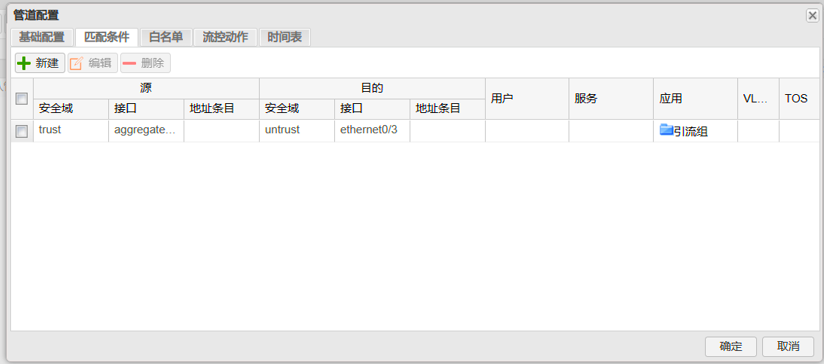 管道配置
基础配置 匹配条件 白名单 流控动作 时间表
新建 编辑 删除
源 目的 用户 服务 应用 VL... TOS
安全域 接口 地址条目 安全域 接口 地址条目
trust aggregate... untrust ethernet0/3 引流组
确定 取消